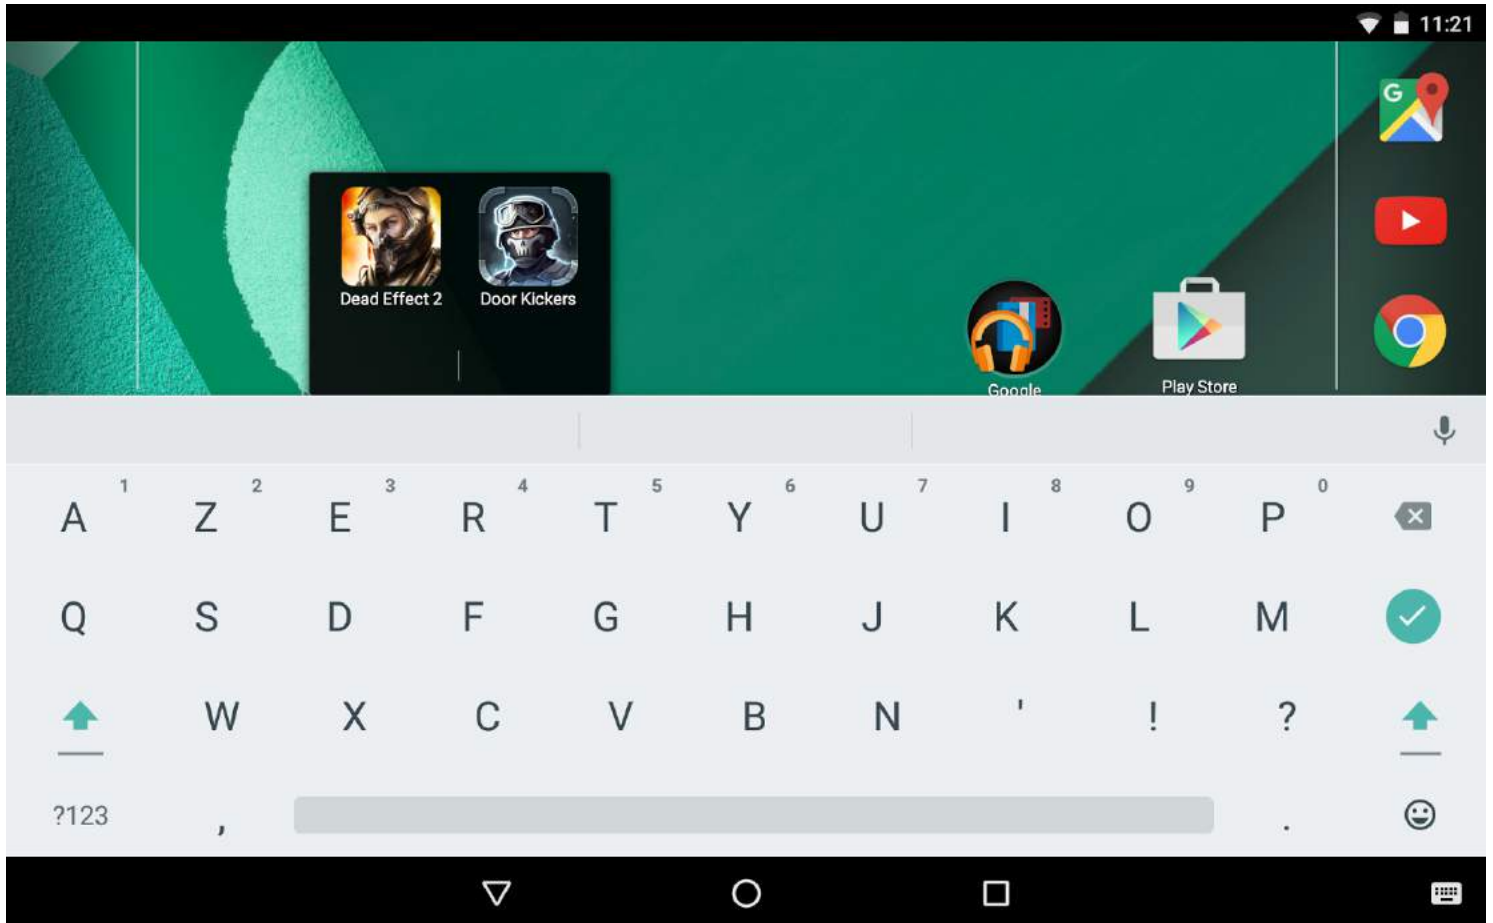 11:21
G
Dead Effect 2
Door Kickers
Google
Play Store
1 2 3 4 5 6 7 8 9 0
A Z E R T Y U I O P
Q S D F G H J K L M
W X C V B N ' ! ?
?123 , .